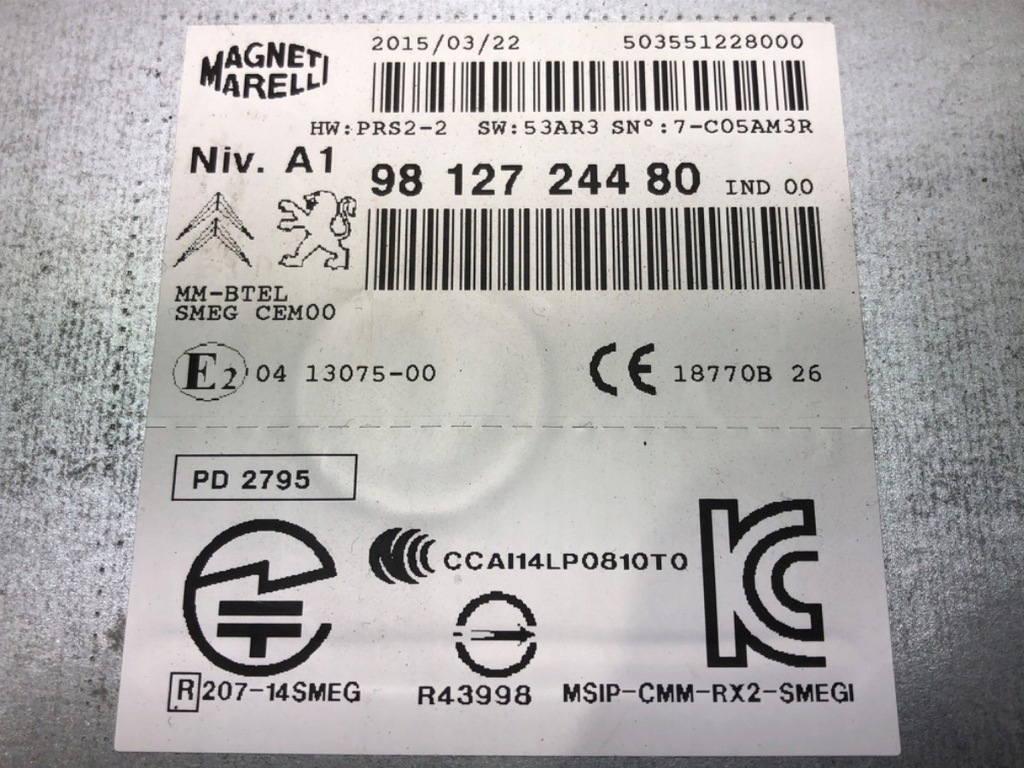 MAGNETI
MARELLI
2015/03/22 503551228000
HW:PRS2-2 SW:53AR3 SN°:7-C05AM3R
Niv. A1
98 127 244 80 IND 00
MM-BTEL
SMEG CEM00
E2 04 13075-00
CE 18770B 26
PD 2795
CCAI14LP0810T0
R 207-14SMEG
R43998
KC
MSIP-CMM-RX2-SMEGI